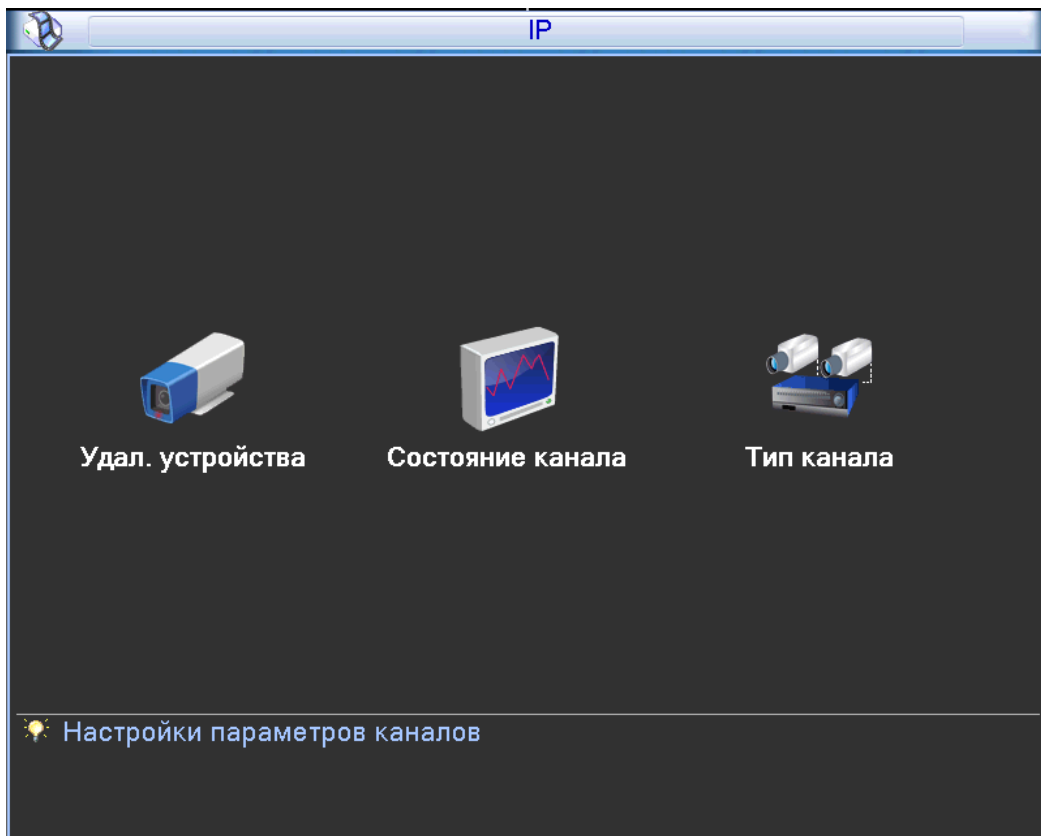 IP
Удал. устройства
Состояние канала
Тип канала
Настройки параметров каналов